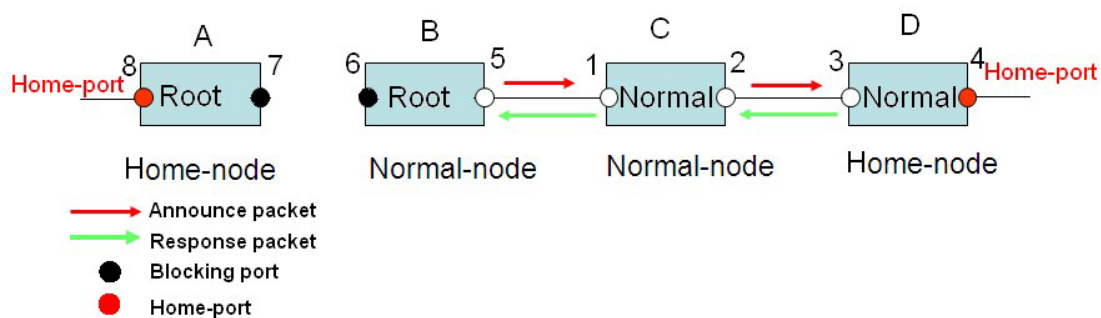 A
B
C
D
8
7
6
5
1
2
3
4
Home-port
Root
Root
Normal
Normal
Home-port
Home-node
Normal-node
Normal-node
Home-node
Announce packet
Response packet
Blocking port
Home-port